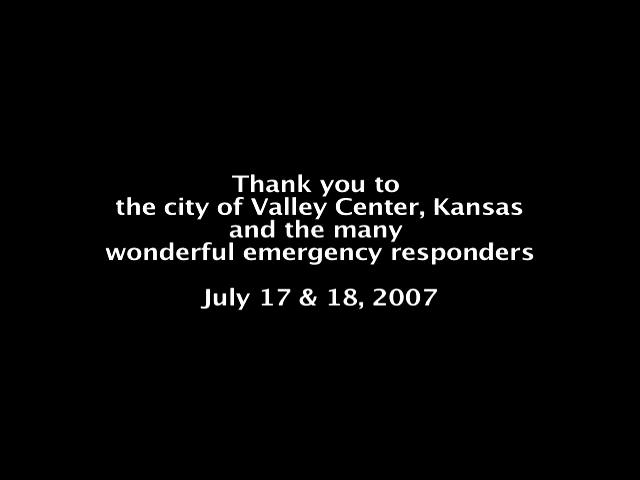 Thank you to
the city of Valley Center, Kansas
and the many
wonderful emergency responders
July 17 & 18, 2007